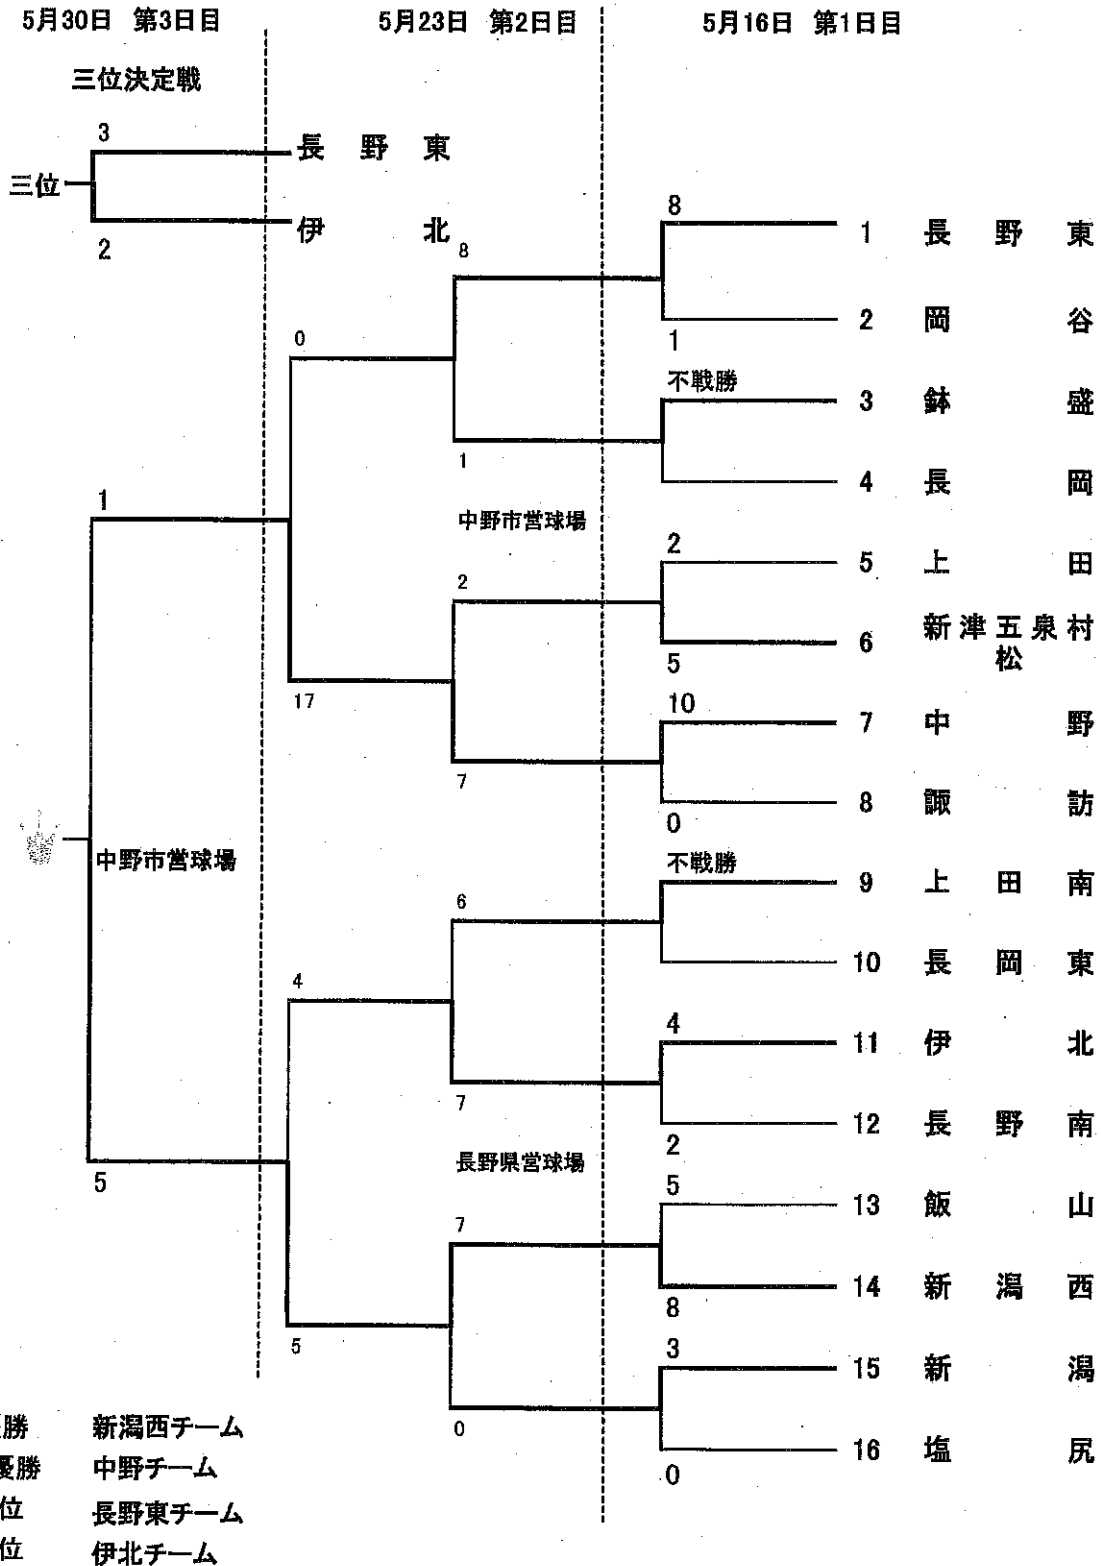 5月30日 第3日目
5月23日 第2日目
5月16日 第1日目
三位決定戦
3
長野東
三位
伊北
2
8
1 長野東
8
2 岡谷
1
0
不戦勝
3 鉢盛
1
4 長岡
1
中野市営球場
2
5 上田
2
6 新津五泉村松
5
17
10
7 中野
7
8 諏訪
0
中野市営球場
不戦勝
9 上田南
6
10 長岡東
4
4
11 伊北
7
12 長野南
2
長野県営球場
5
5
13 飯山
7
14 新潟西
8
5
3
15 新潟
0
16 塩尻
0
勝 新潟西チーム
優勝 中野チーム
位 長野東チーム
位 伊北チーム